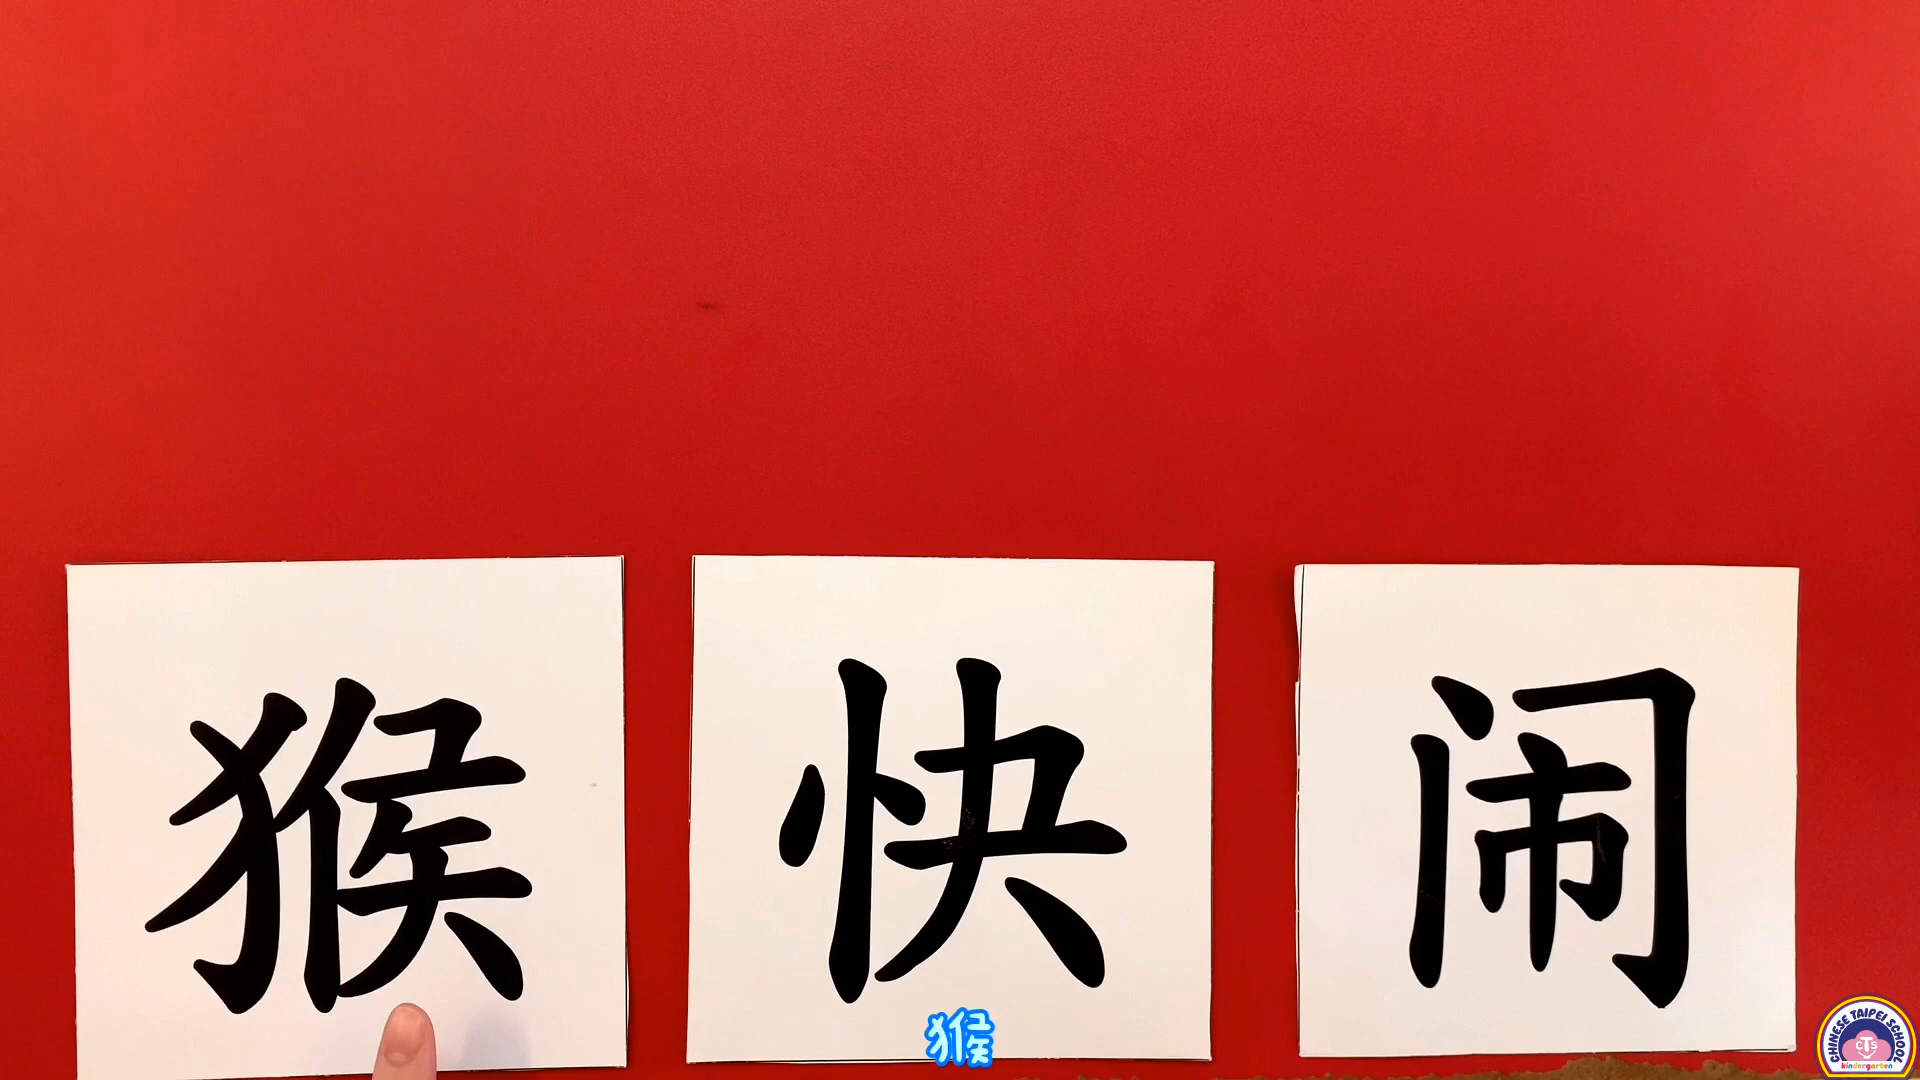 猴 快 闹
猴
CHINESE TAIPEI SCHOOL
CTS
kindergarten